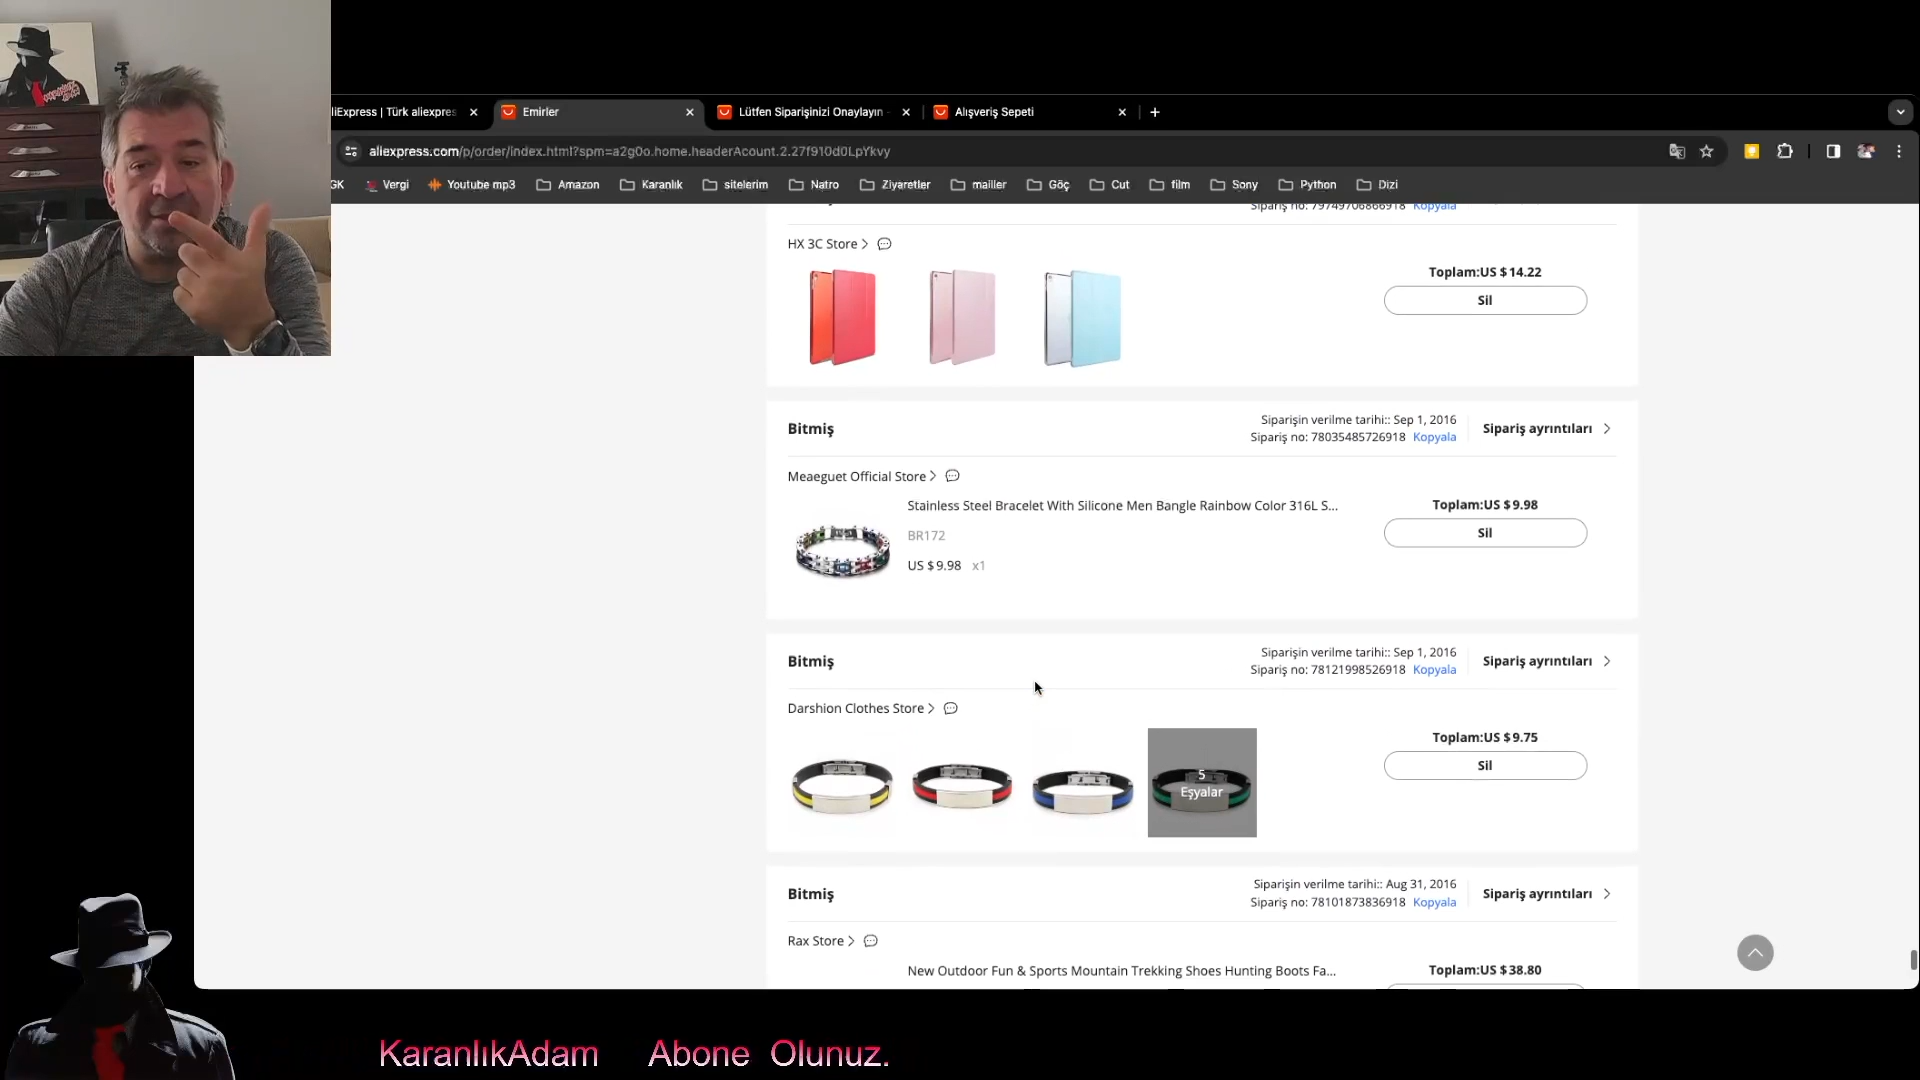 liExpress | Türk aliexpres
Emirler
Lütfen Siparişinizi Onaylayın
Alışveriş Sepeti
aliexpress.com/p/order/index.html?spm=a2g0o.home.headerAcount.2.27f910d0LpYkvy
GK
Vergi
Youtube mp3
Amazon
Karanlık
sitelerim
Natro
Ziyaretler
mailler
Göç
Cut
film
Sony
Python
Dizi
Sipariş no: 79749706866918 Kopyala
HX 3C Store
Toplam:US $14.22
Sil
Bitmiş
Siparişin verilme tarihi:: Sep 1, 2016
Sipariş no: 78035485726918 Kopyala
Sipariş ayrıntıları
Meaeguet Official Store
Stainless Steel Bracelet With Silicone Men Bangle Rainbow Color 316L S...
BR172
US $9.98 x1
Toplam:US $9.98
Sil
Bitmiş
Siparişin verilme tarihi:: Sep 1, 2016
Sipariş no: 78121998526918 Kopyala
Sipariş ayrıntıları
Darshion Clothes Store
5
Eşyalar
Toplam:US $9.75
Sil
Bitmiş
Siparişin verilme tarihi:: Aug 31, 2016
Sipariş no: 78101873836918 Kopyala
Sipariş ayrıntıları
Rax Store
New Outdoor Fun & Sports Mountain Trekking Shoes Hunting Boots Fa...
Toplam:US $38.80
KaranlıkAdam Abone Olunuz.